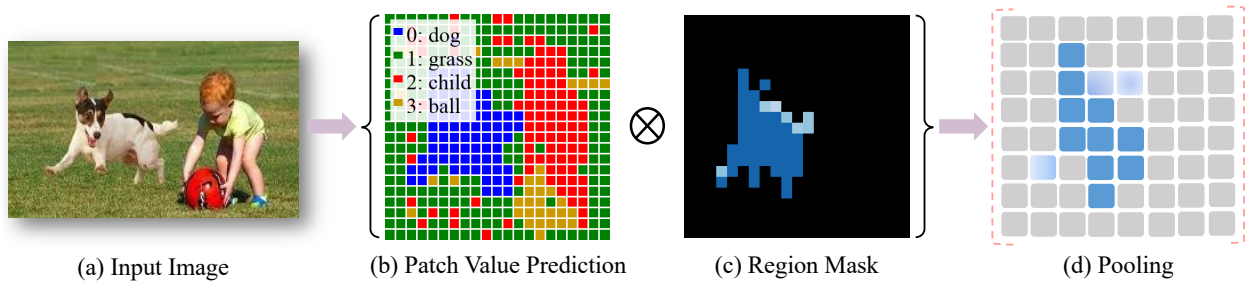 0: dog
1: grass
2: child
3: ball
(a) Input Image
(b) Patch Value Prediction
(c) Region Mask
(d) Pooling